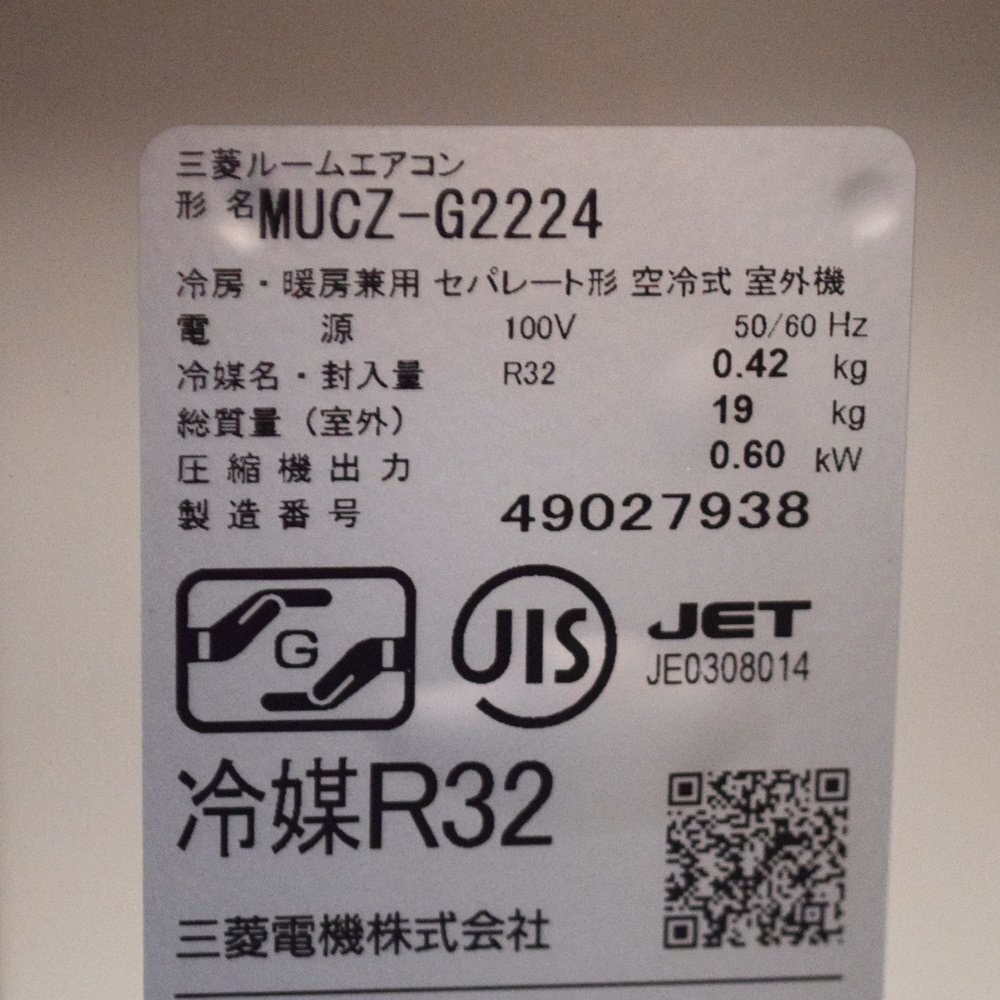 三菱ルームエアコン
形名 MUCZ-G2224
冷房・暖房兼用 セパレート形 空冷式 室外機
電源 100V 50/60 Hz
冷媒名・封入量 R32 0.42 kg
総質量（室外） 19 kg
圧縮機出力 0.60 kW
製造番号 49027938
G
JIS
JET
JE0308014
冷媒R32
三菱電機株式会社